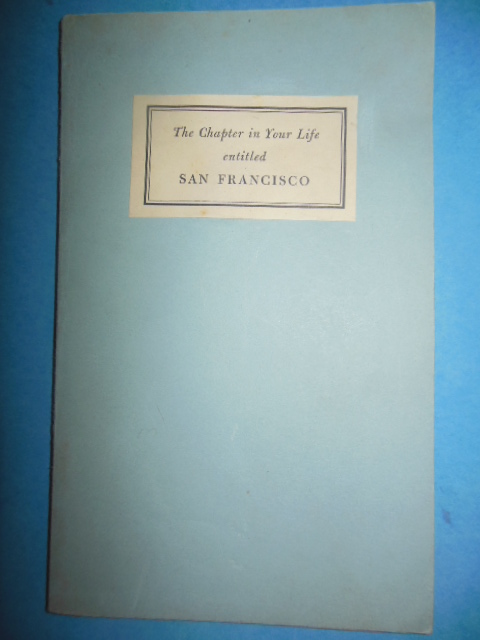 The Chapter in Your Life
entitled
SAN FRANCISCO